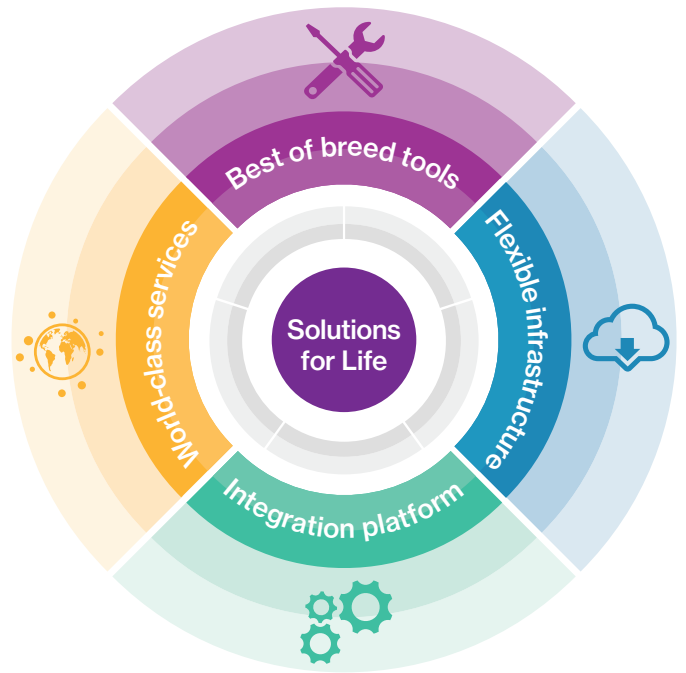 Best of breed tools
Flexible infrastructure
Solutions
for Life
World-class services
Integration platform